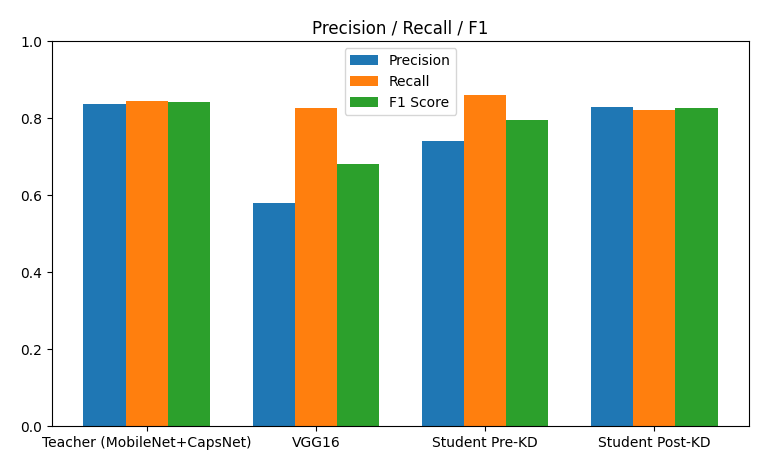 Precision / Recall / F1
Precision
Recall
F1 Score
1.0
0.8
0.6
0.4
0.2
0.0
Teacher (MobileNet+CapsNet) VGG16 Student Pre-KD Student Post-KD